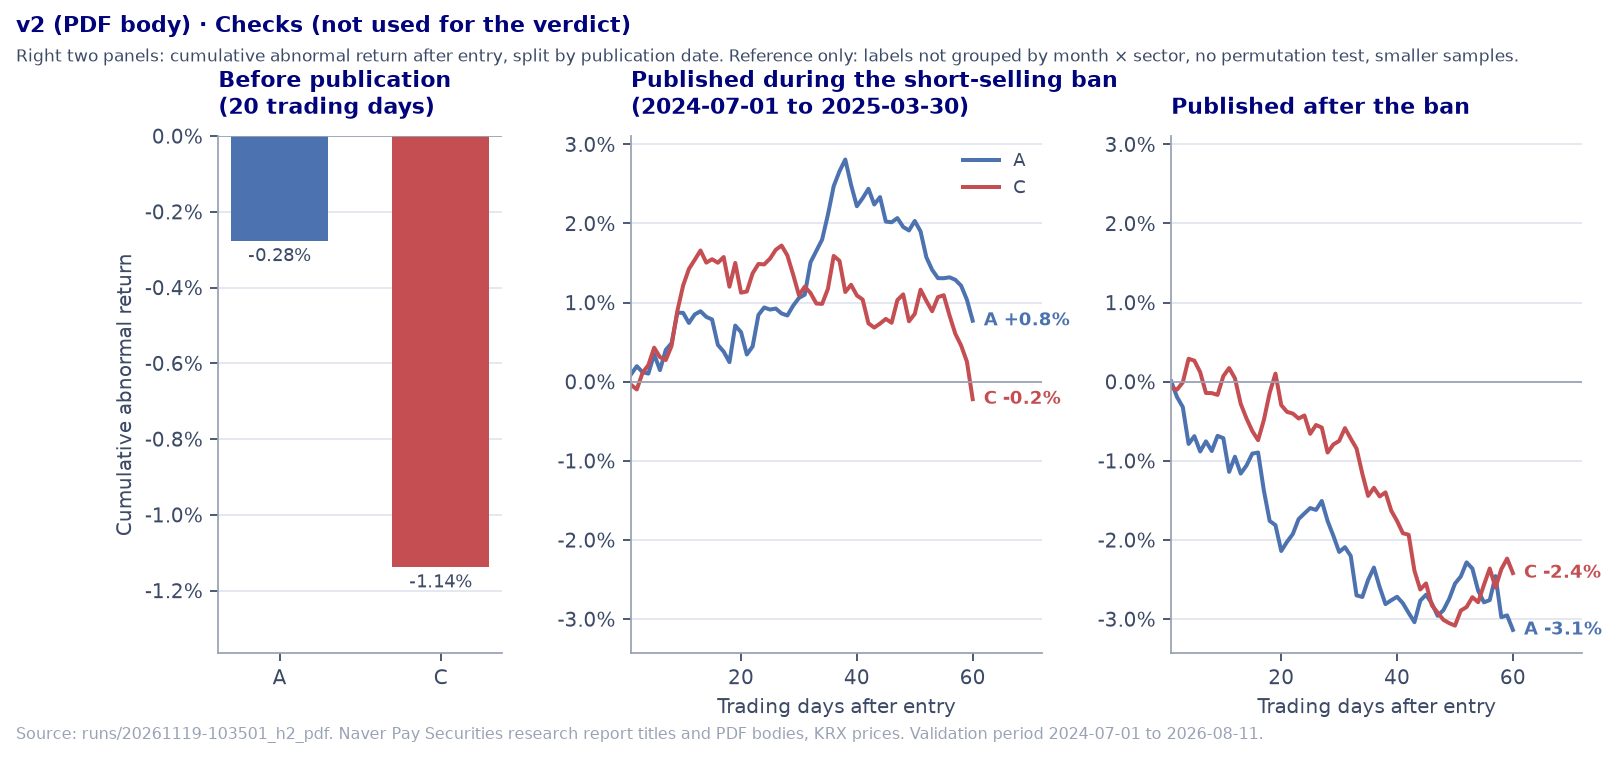 v2 (PDF body) · Checks (not used for the verdict)
Right two panels: cumulative abnormal return after entry, split by publication date. Reference only: labels not grouped by month × sector, no permutation test, smaller samples.
Before publication
(20 trading days)
0.0%
-0.2%
-0.4%
-0.6%
-0.8%
-1.0%
-1.2%
Cumulative abnormal return
-0.28%
-1.14%
A
C
Published during the short-selling ban
(2024-07-01 to 2025-03-30)
3.0%
2.0%
1.0%
0.0%
-1.0%
-2.0%
-3.0%
A
C
A +0.8%
C -0.2%
20
40
60
Trading days after entry
Published after the ban
3.0%
2.0%
1.0%
0.0%
-1.0%
-2.0%
-3.0%
C -2.4%
A -3.1%
20
40
60
Trading days after entry
Source: runs/20261119-103501_h2_pdf. Naver Pay Securities research report titles and PDF bodies, KRX prices. Validation period 2024-07-01 to 2026-08-11.